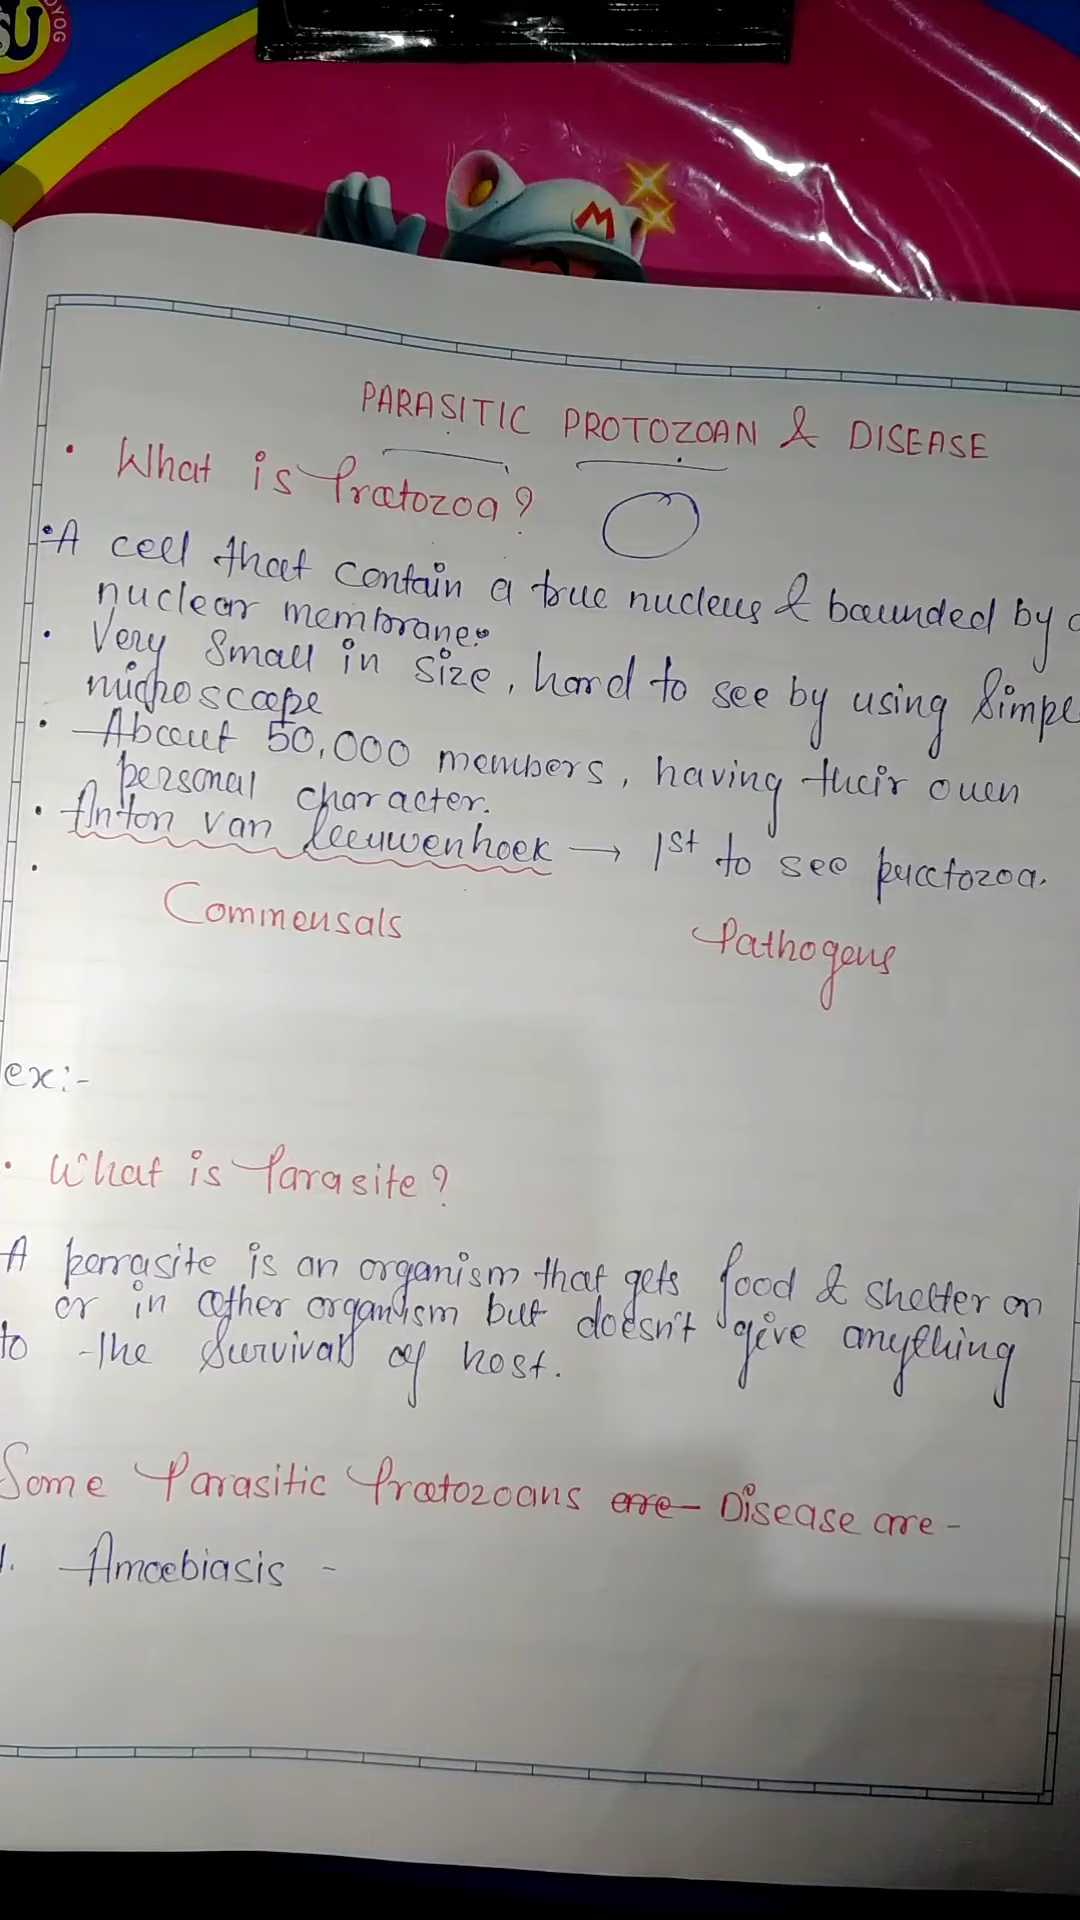 SU
DYOG
M
PARASITIC PROTOZOAN & DISEASE
• What is Protozoa?
• A cell that contain a true nucleus & bounded by a
nuclear membrane.
• Very small in size, hard to see by using Simpe
microscope
• About 50,000 members, having their own
personal character.
• Anton van leeuwenhoek → 1st to see protozoa.
•
Commensals
Pathogens
ex:-
• What is Parasite?
A parasite is an organism that gets food & shelter on
or in other organism but doesn't give anything
to the Survival of host.
Some Parasitic Protozoans are Disease are -
1. Amoebiasis -